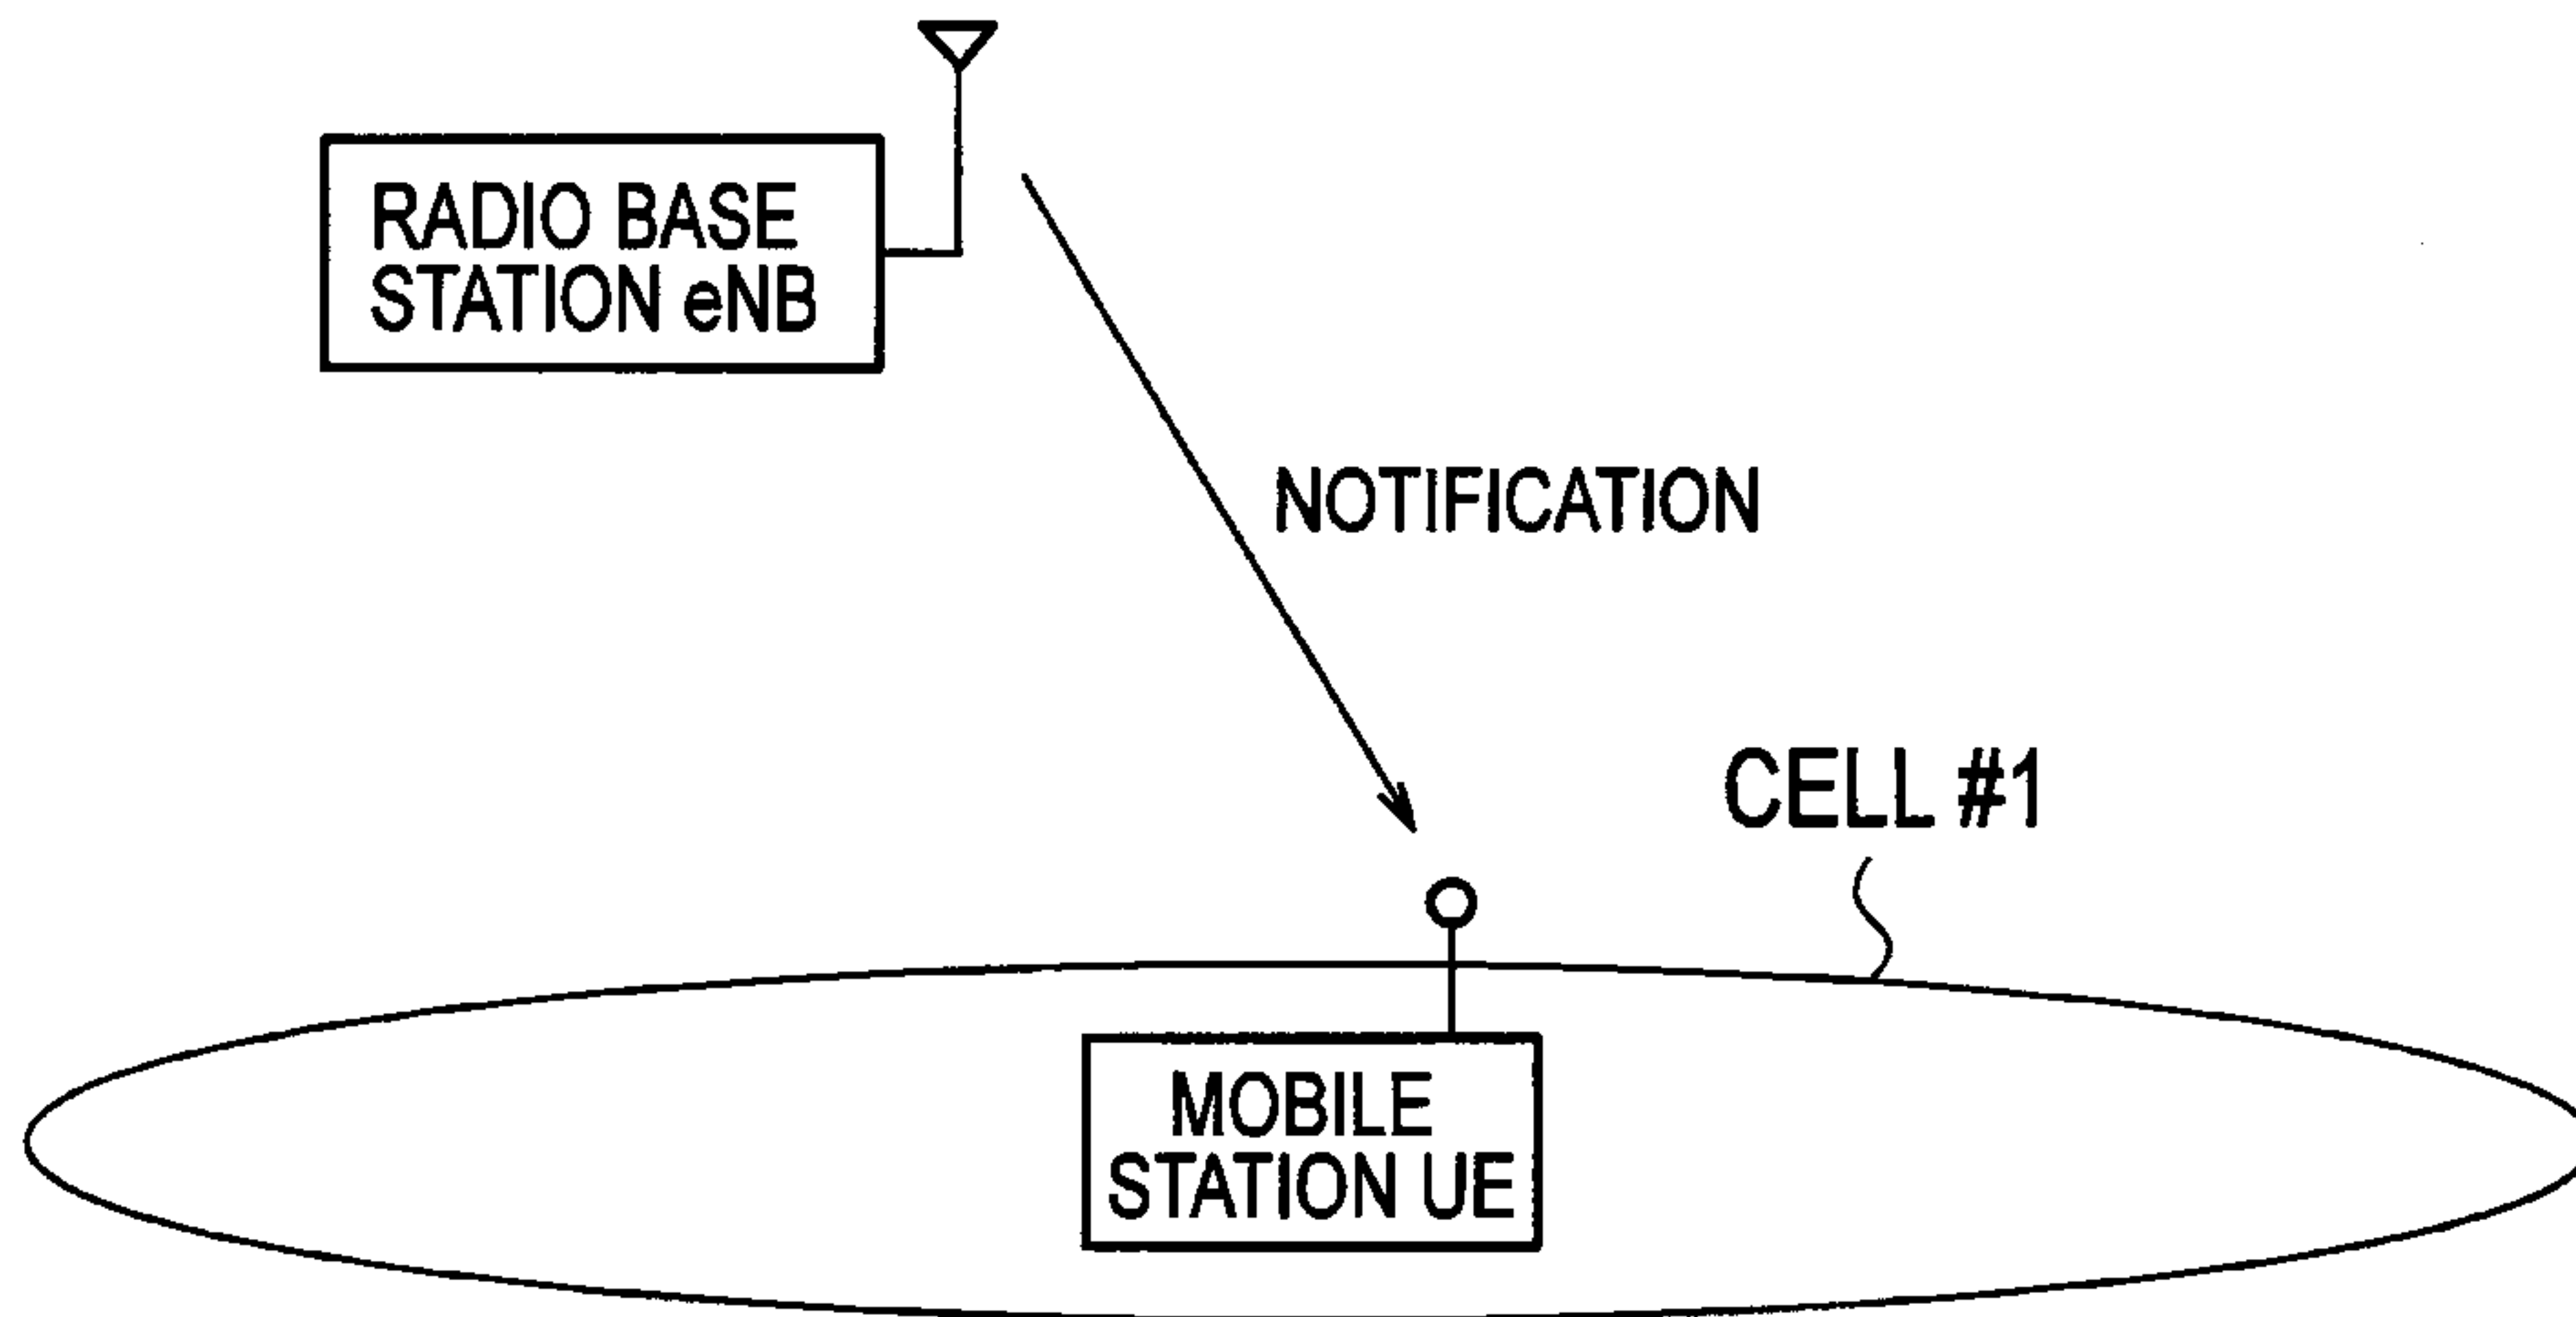 RADIO BASE
STATION eNB
NOTIFICATION
CELL #1
MOBILE
STATION UE